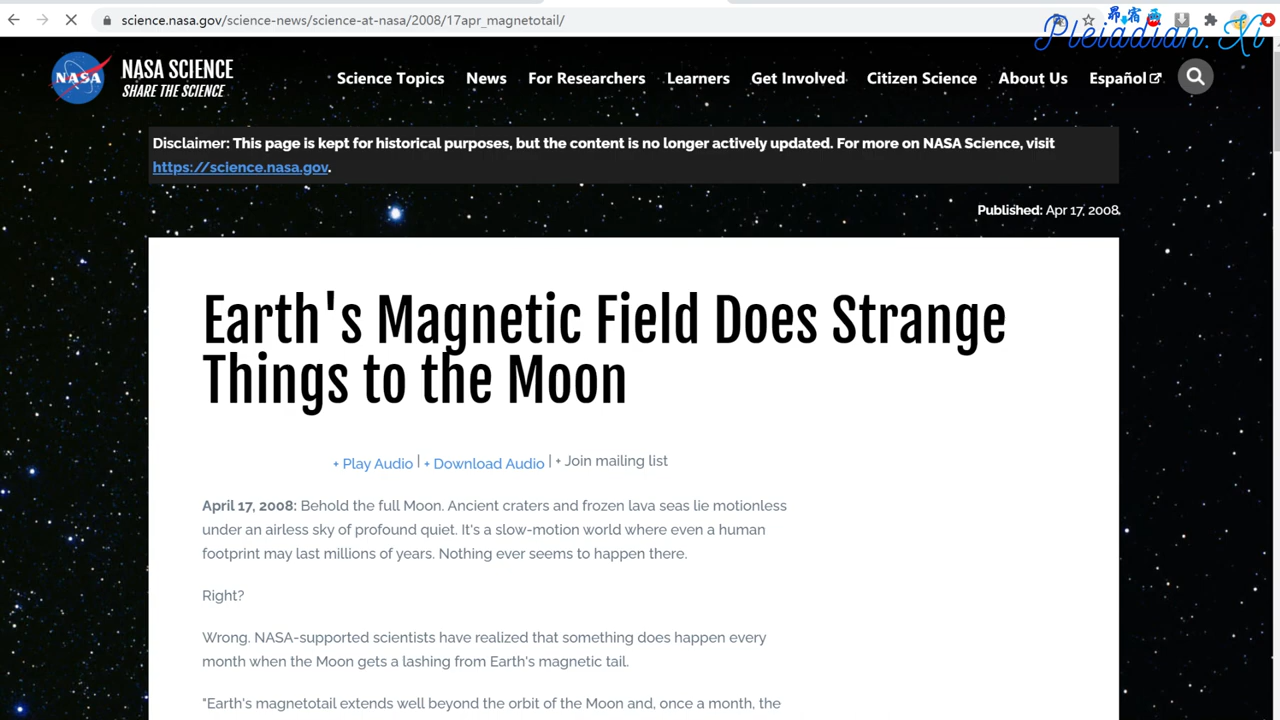 science.nasa.gov/science-news/science-at-nasa/2008/17apr_magnetotail/
昴宿
Pleiadian.Xi
NASA
NASA SCIENCE
SHARE THE SCIENCE
Science Topics News For Researchers Learners Get Involved Citizen Science About Us Español
Disclaimer: This page is kept for historical purposes, but the content is no longer actively updated. For more on NASA Science, visit
https://science.nasa.gov.
Published: Apr 17, 2008
Earth's Magnetic Field Does Strange
Things to the Moon
+ Play Audio | + Download Audio | + Join mailing list
April 17, 2008: Behold the full Moon. Ancient craters and frozen lava seas lie motionless
under an airless sky of profound quiet. It's a slow-motion world where even a human
footprint may last millions of years. Nothing ever seems to happen there.
Right?
Wrong. NASA-supported scientists have realized that something does happen every
month when the Moon gets a lashing from Earth's magnetic tail.
"Earth's magnetotail extends well beyond the orbit of the Moon and, once a month, the